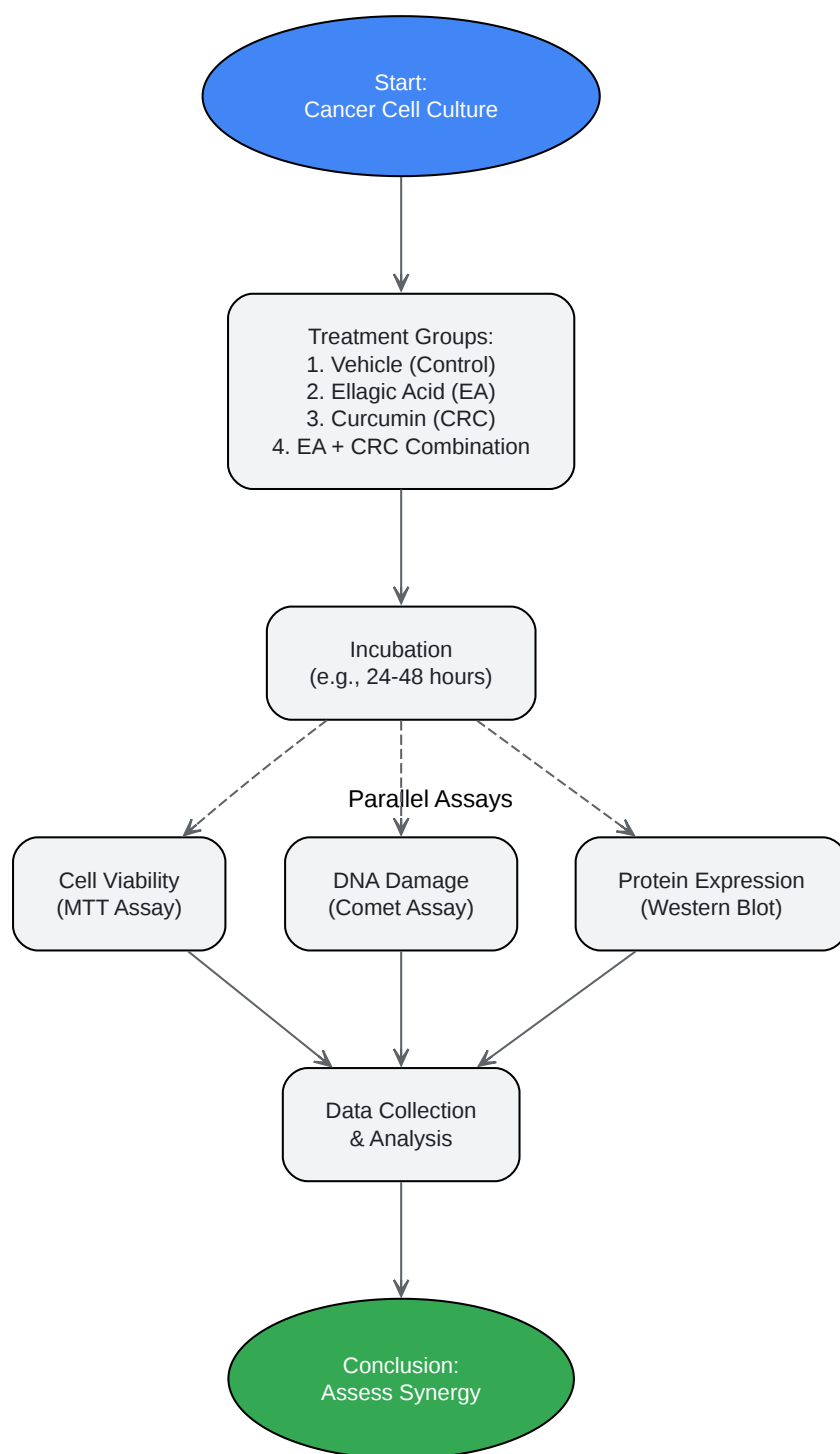 Start:
Cancer Cell Culture
Treatment Groups:
1. Vehicle (Control)
2. Ellagic Acid (EA)
3. Curcumin (CRC)
4. EA + CRC Combination
Incubation
(e.g., 24-48 hours)
Parallel Assays
Cell Viability
(MTT Assay)
DNA Damage
(Comet Assay)
Protein Expression
(Western Blot)
Data Collection
& Analysis
Conclusion:
Assess Synergy